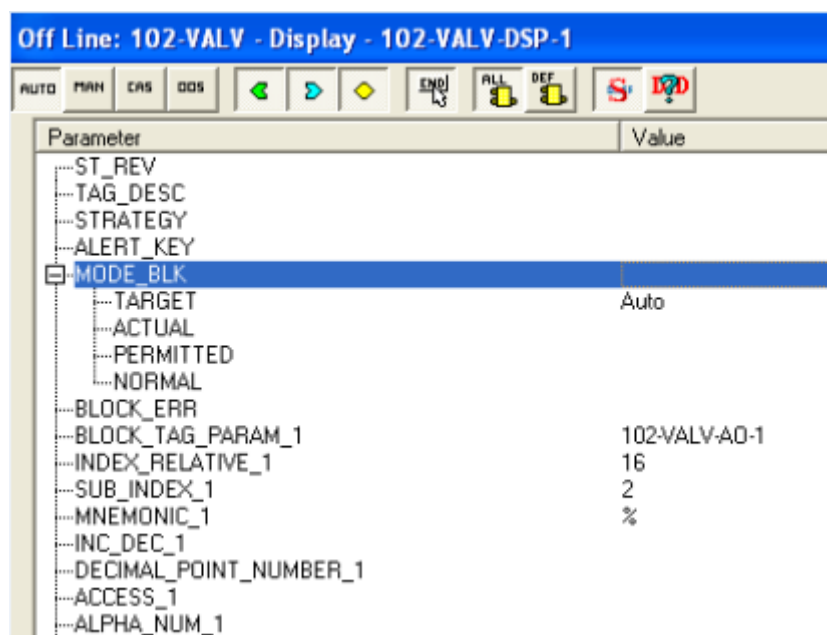 Off Line: 102-VALV - Display - 102-VALV-DSP-1
AUTO MAN CAS OOS END ALL DEF S D?D
Parameter Value
ST_REV
TAG_DESC
STRATEGY
ALERT_KEY
MODE_BLK
TARGET Auto
ACTUAL
PERMITTED
NORMAL
BLOCK_ERR
BLOCK_TAG_PARAM_1 102-VALV-AO-1
INDEX_RELATIVE_1 16
SUB_INDEX_1 2
MNEMONIC_1 %
INC_DEC_1
DECIMAL_POINT_NUMBER_1
ACCESS_1
ALPHA_NUM_1